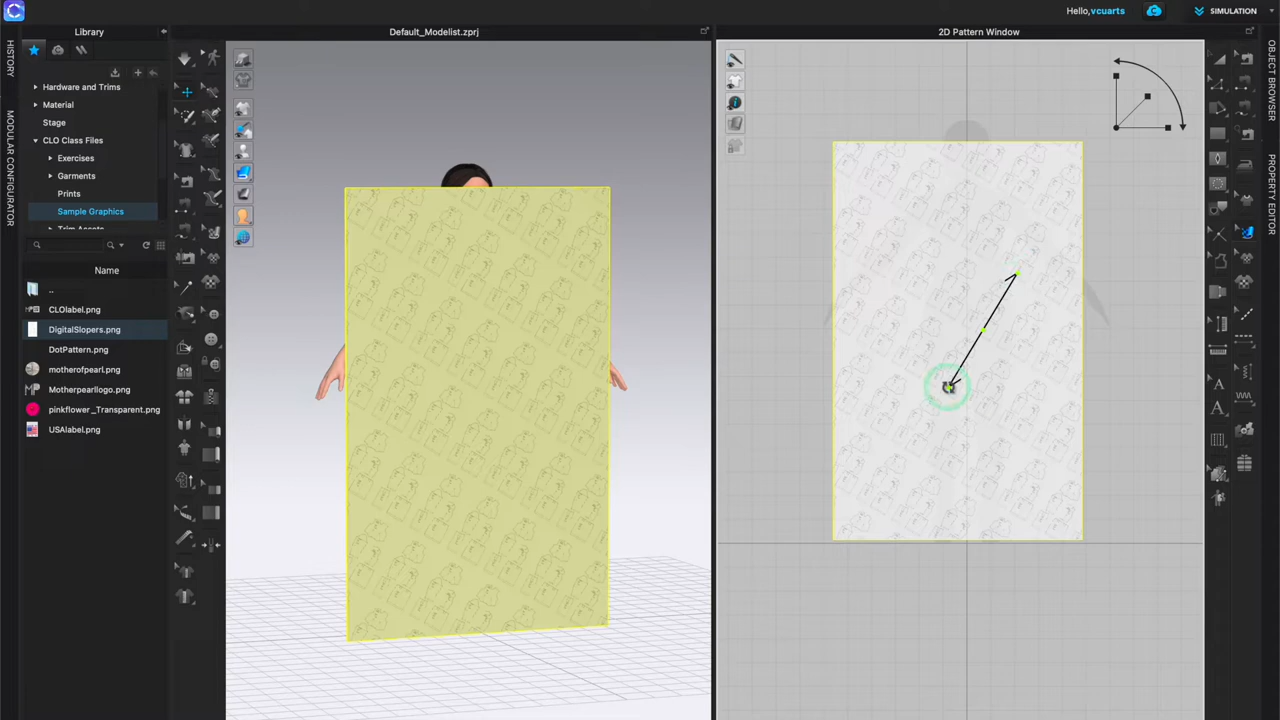 Hello,vcuarts
SIMULATION
Library
Default_Modelist.zprj
2D Pattern Window
HISTORY
MODULAR CONFIGURATOR
OBJECT BROWSER
PROPERTY EDITOR
Hardware and Trims
Material
Stage
CLO Class Files
Exercises
Garments
Prints
Sample Graphics
Trim Assets
Name
..
CLOlabel.png
DigitalSlopers.png
DotPattern.png
motherofpearl.png
Motherpearllogo.png
pinkflower_Transparent.png
USAlabel.png